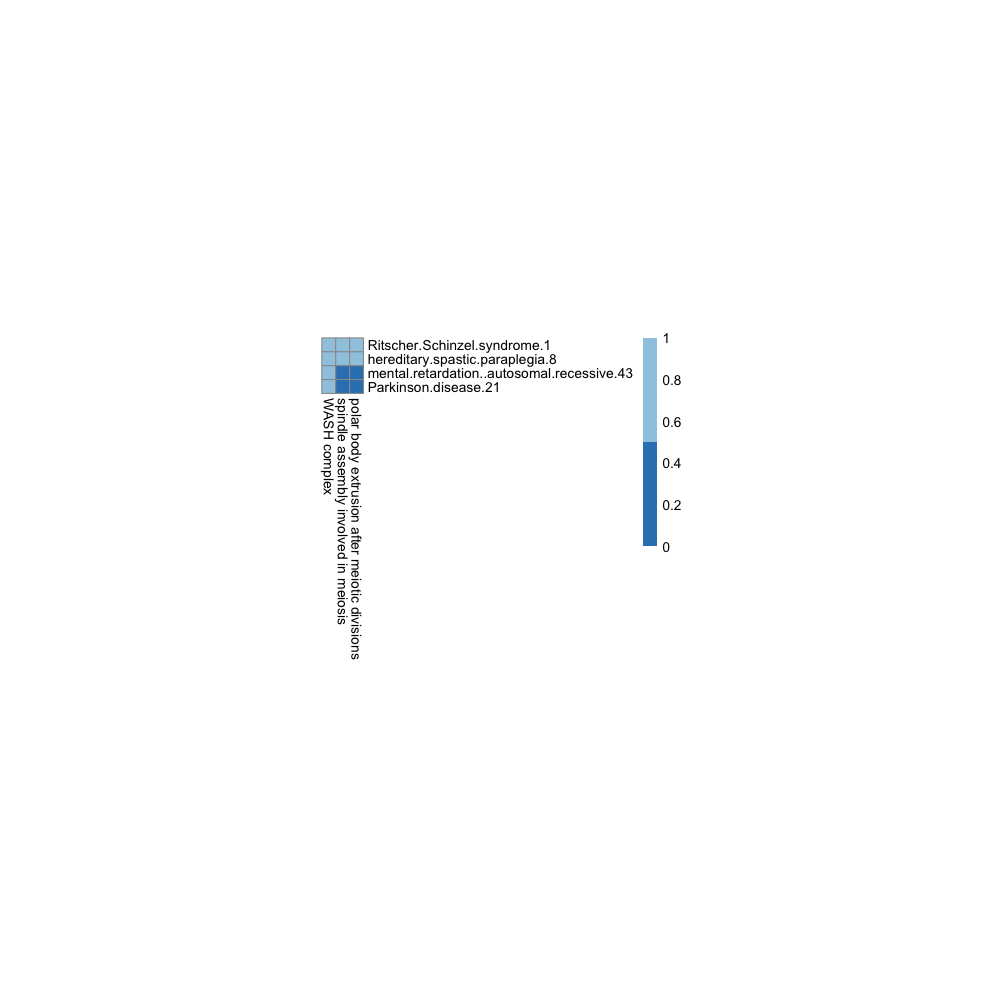 Ritscher.Schinzel.syndrome.1
hereditary.spastic.paraplegia.8
mental.retardation..autosomal.recessive.43
Parkinson.disease.21
WASH complex
spindle assembly involved in meiosis
polar body extrusion after meiotic divisions
1
0.8
0.6
0.4
0.2
0